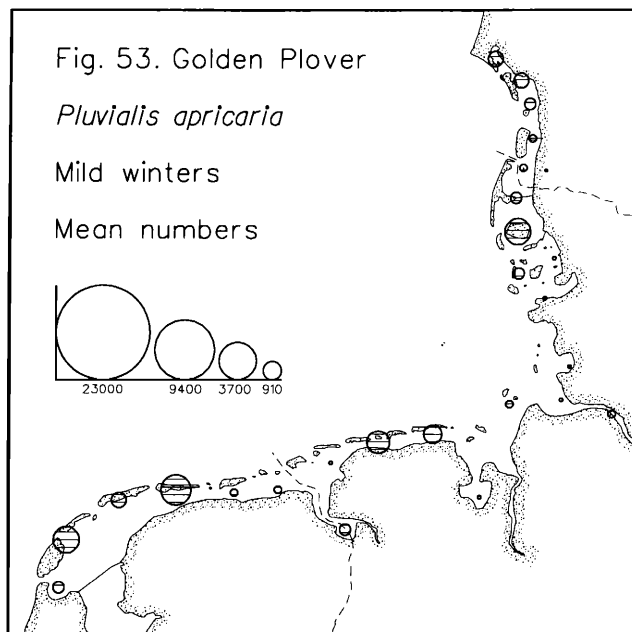 Fig. 53. Golden Plover
Pluvialis apricaria
Mild winters
Mean numbers
23000 9400 3700 910